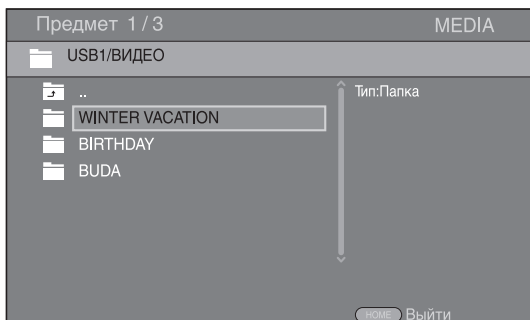 Предмет 1/3 MEDIA
USB1/ВИДЕО
..
Тип:Папка
WINTER VACATION
BIRTHDAY
BUDA
HOME Выйти